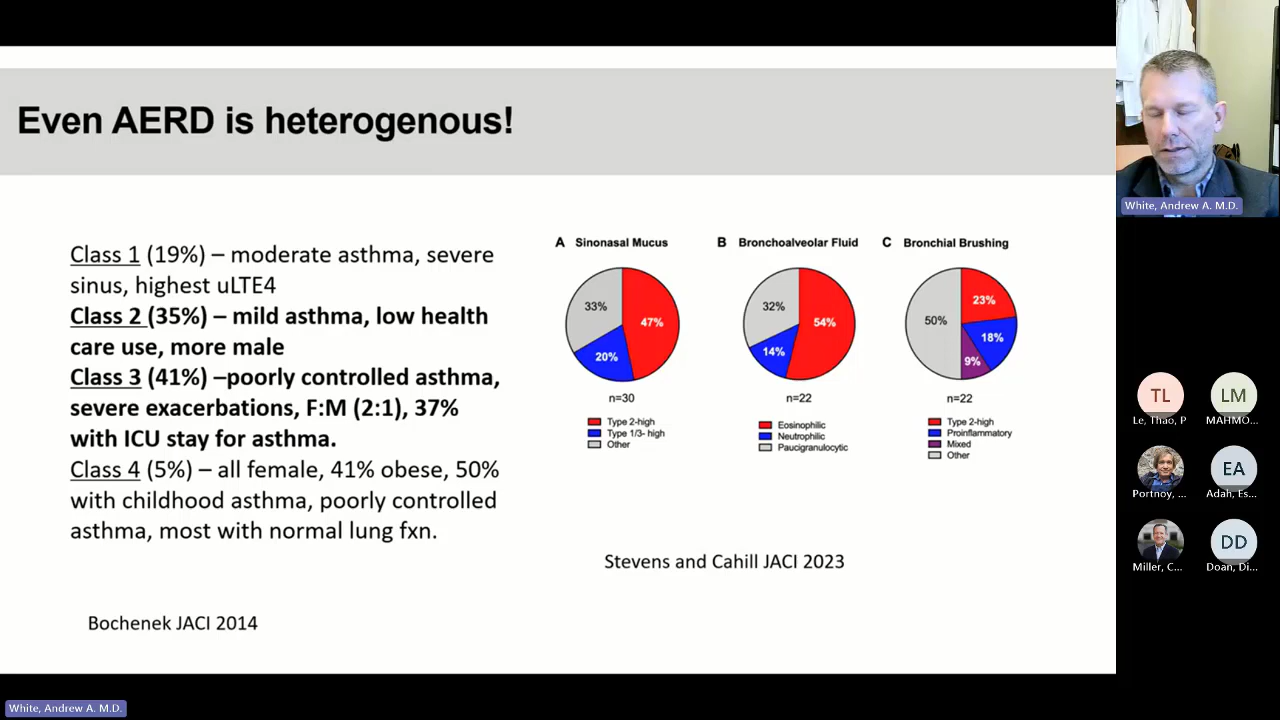 Even AERD is heterogenous!
Class 1 (19%) – moderate asthma, severe
sinus, highest uLTE4
Class 2 (35%) – mild asthma, low health
care use, more male
Class 3 (41%) –poorly controlled asthma,
severe exacerbations, F:M (2:1), 37%
with ICU stay for asthma.
Class 4 (5%) – all female, 41% obese, 50%
with childhood asthma, poorly controlled
asthma, most with normal lung fxn.
Bochenek JACI 2014
A Sinonasal Mucus
33%
47%
20%
n=30
Type 2-high
Type 1/3- high
Other
B Bronchoalveolar Fluid
32%
54%
14%
n=22
Eosinophilic
Neutrophilic
Paucigranulocytic
C Bronchial Brushing
50%
23%
18%
9%
n=22
Type 2-high
Proinflammatory
Mixed
Other
Stevens and Cahill JACI 2023
White, Andrew A. M.D.
TL
Le, Thao, P
LM
MAHMO...
Portnoy, ...
EA
Adah, Es...
Miller, C...
DD
Doan, Di...
White, Andrew A. M.D.